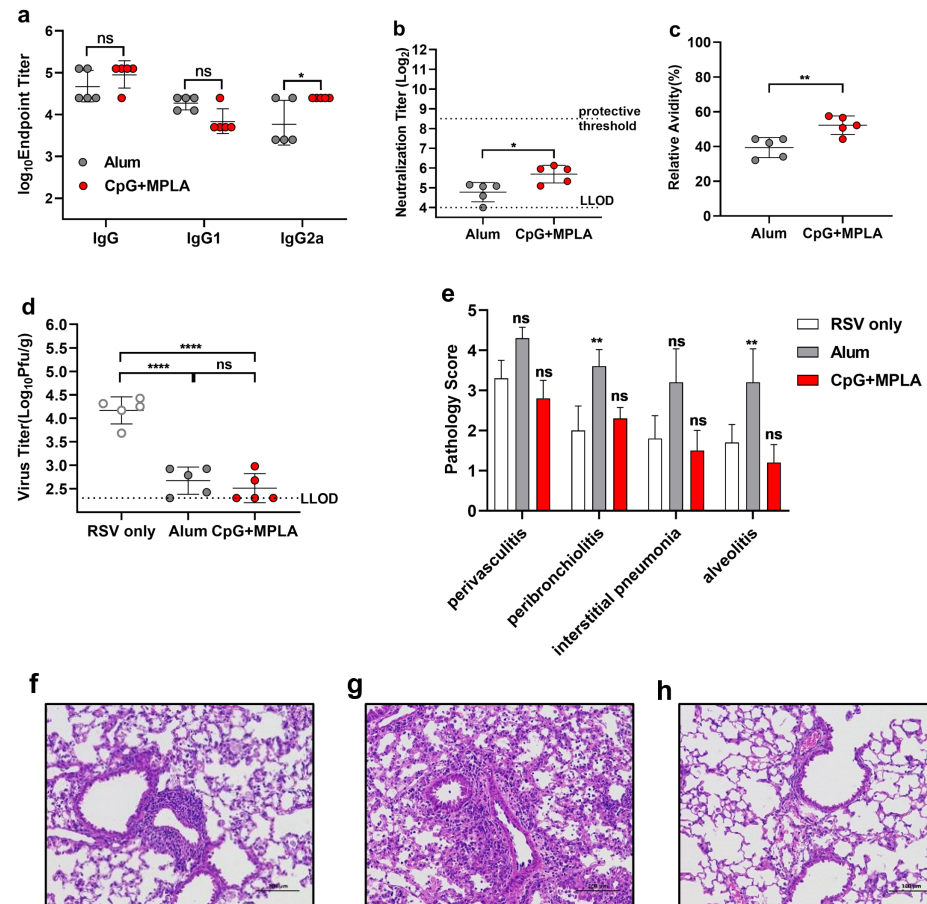 a
log10Endpoint Titer
6
5
4
3
2
ns
ns
*
Alum
CpG+MPLA
IgG
IgG1
IgG2a
b
Neutralization Titer (Log2)
12
11
10
9
8
7
6
5
4
protective
threshold
*
LLOD
Alum
CpG+MPLA
c
Relative Avidity(%)
100
80
60
40
20
0
**
Alum
CpG+MPLA
d
Virus Titer(Log10Pfu/g)
6.0
5.5
5.0
4.5
4.0
3.5
3.0
2.5
****
****
ns
LLOD
RSV only
Alum
CpG+MPLA
e
Pathology Score
5
4
3
2
1
0
ns
ns
**
ns
ns
ns
**
ns
RSV only
Alum
CpG+MPLA
perivasculitis
peribronchiolitis
interstitial pneumonia
alveolitis
f
g
h
100 μm